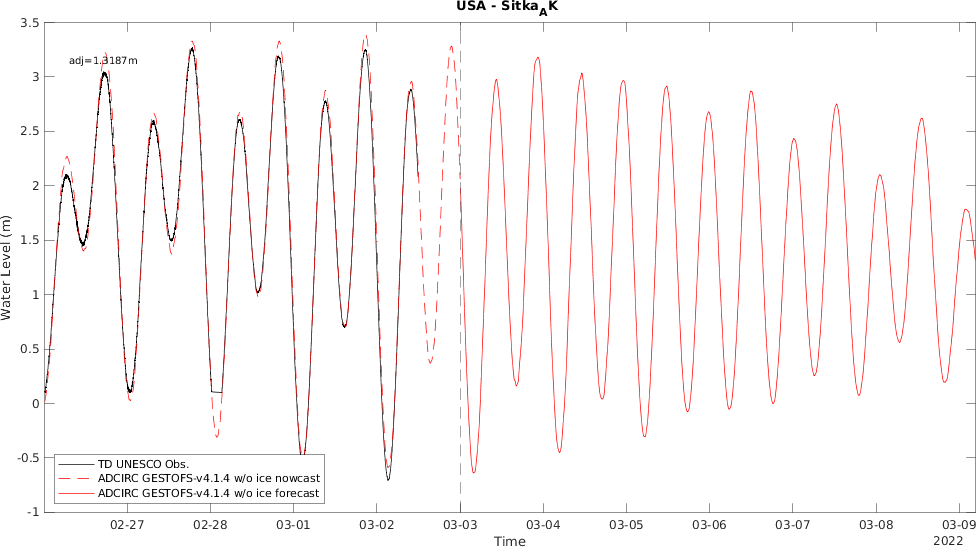 USA - Sitka_AK
adj=1.3187m
3.5
3
2.5
2
1.5
1
0.5
0
-0.5
-1
Water Level (m)
TD UNESCO Obs.
ADCIRC GESTOFS-v4.1.4 w/o ice nowcast
ADCIRC GESTOFS-v4.1.4 w/o ice forecast
02-27 02-28 03-01 03-02 03-03 03-04 03-05 03-06 03-07 03-08 03-09
Time 2022